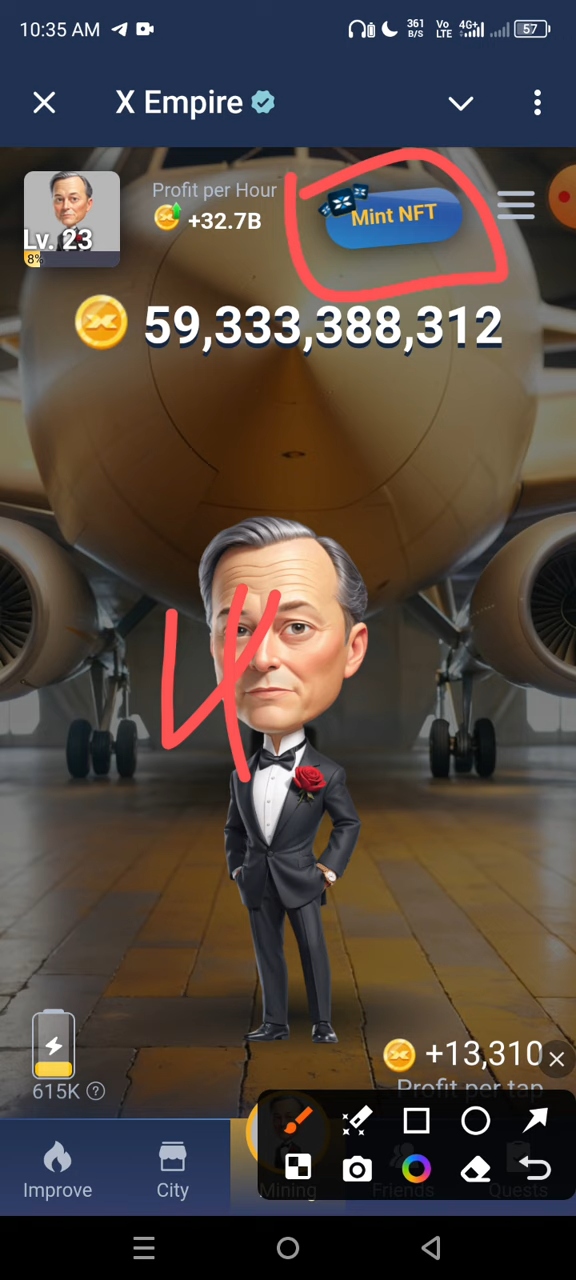 10:35 AM 361 B/S Vo LTE 4G+ 57
X Empire
Profit per Hour
+32.7B
Mint NFT
Lv. 23
8%
59,333,388,312
4
+13,310
615K ?
Profit per tap
Improve City Mining Friends Quests